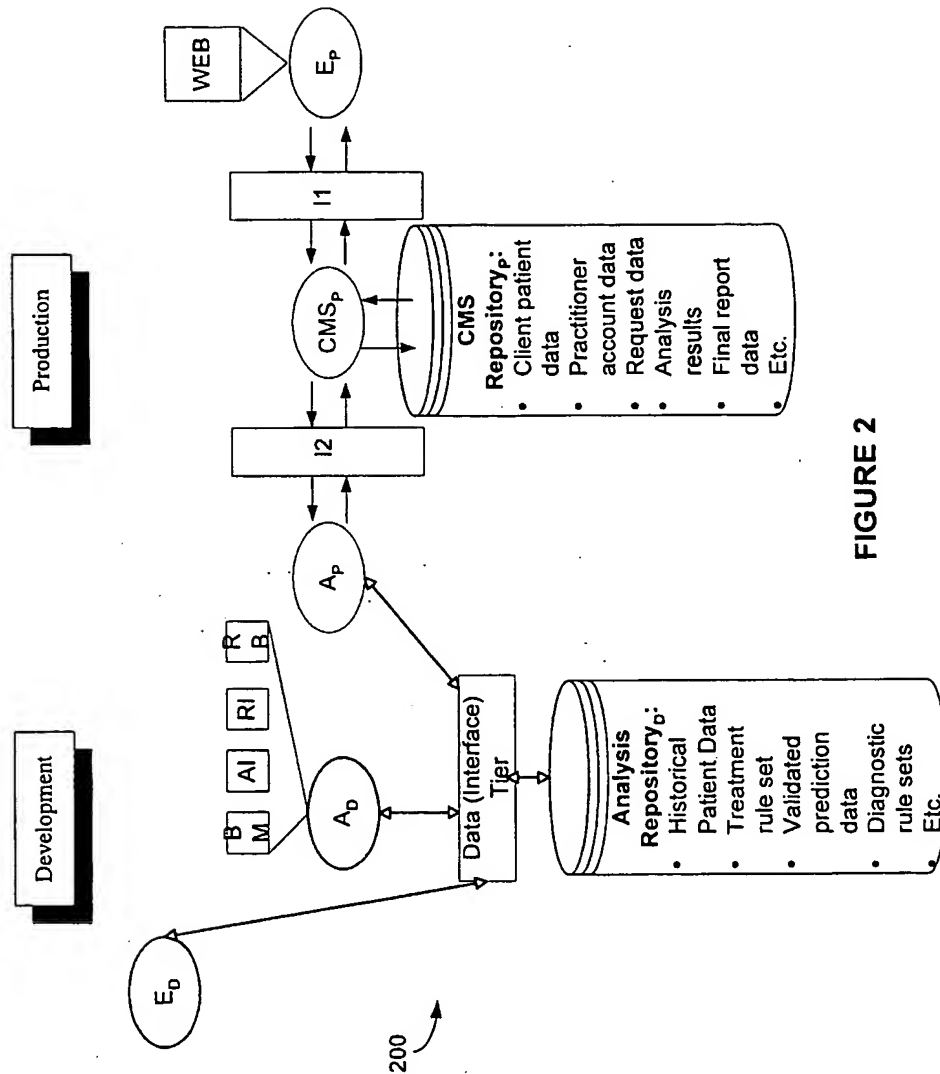 Development
Production
E_D
B
M
AI
RI
R
B
A_D
A_P
I2
CMS_P
I1
E_P
WEB
Data (Interface)
Tier
200
Analysis
Repository_D:
• Historical
Patient Data
• Treatment
rule set
• Validated
prediction
data
• Diagnostic
rule sets
• Etc.
CMS
Repository_P:
• Client patient
data
• Practitioner
account data
• Request data
• Analysis
results
• Final report
data
• Etc.
FIGURE 2